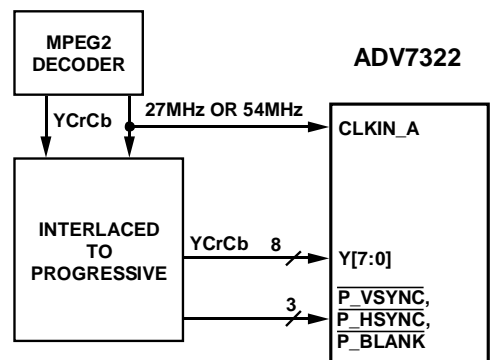 MPEG2
DECODER
ADV7322
YCrCb
27MHz OR 54MHz
CLKIN_A
INTERLACED
TO
PROGRESSIVE
YCrCb 8
Y[7:0]
3
P_VSYNC,
P_HSYNC,
P_BLANK